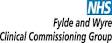 NHS
Fylde and Wyre
Clinical Commissioning Group